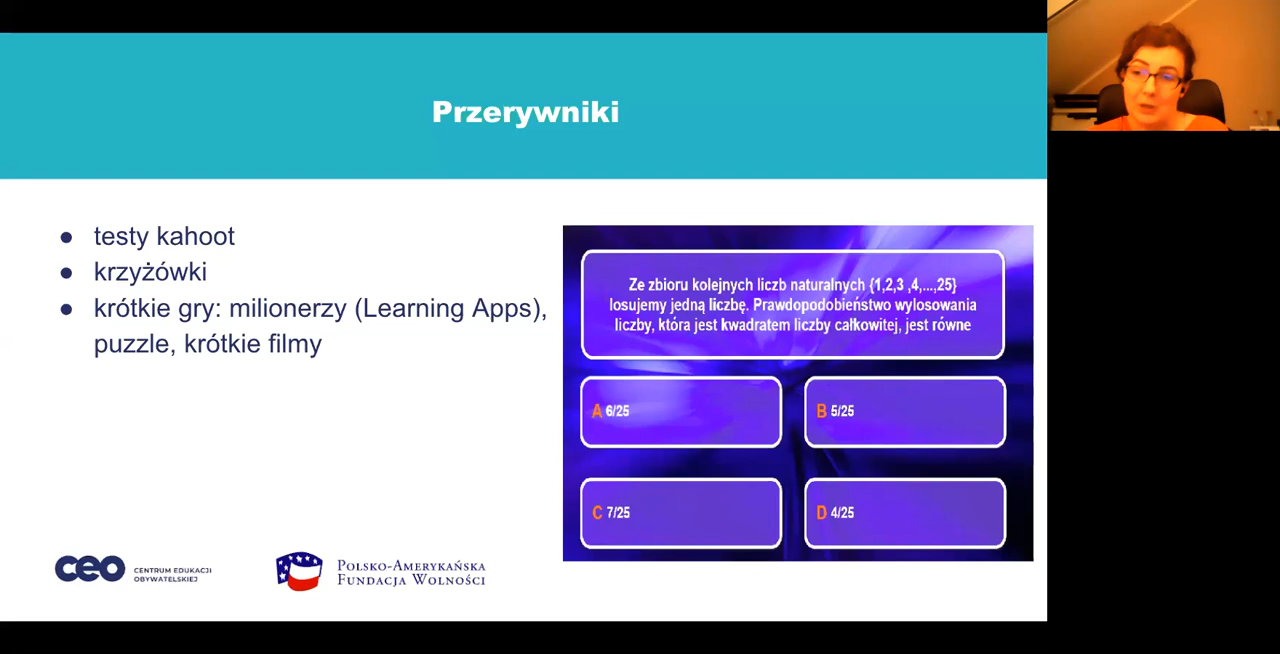 Przerywniki
● testy kahoot
● krzyżówki
● krótkie gry: milionerzy (Learning Apps),
puzzle, krótkie filmy
Ze zbioru kolejnych liczb naturalnych {1,2,3 ,4,...,25}
losujemy jedną liczbę. Prawdopodobieństwo wylosowania
liczby, która jest kwadratem liczby całkowitej, jest równe
A 6/25
B 5/25
C 7/25
D 4/25
ceo CENTRUM EDUKACJI
OBYWATELSKIEJ
POLSKO-AMERYKAŃSKA
FUNDACJA WOLNOŚCI